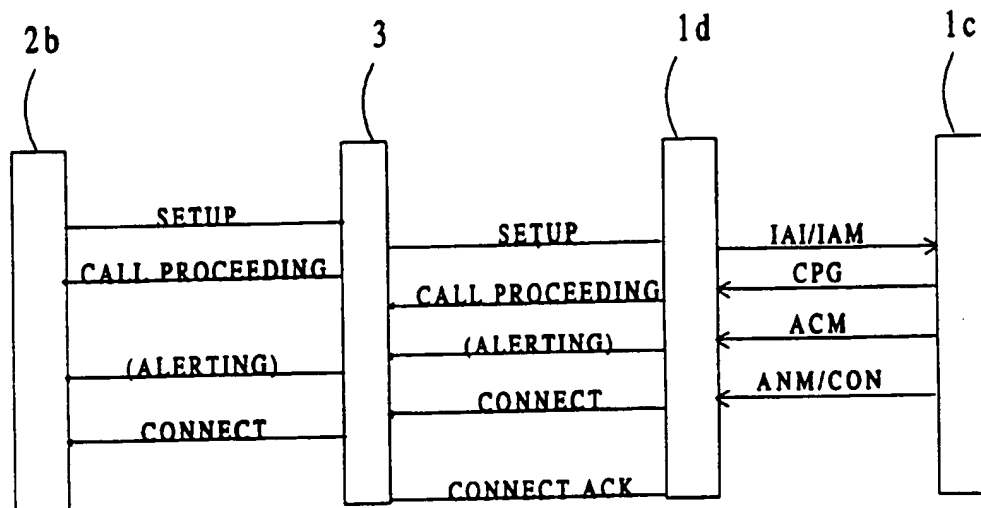 2b
3
1d
1c
SETUP
SETUP
IAI/IAM
CALL PROCEEDING
CPG
CALL PROCEEDING
ACM
(ALERTING)
(ALERTING)
ANM/CON
CONNECT
CONNECT
CONNECT ACK